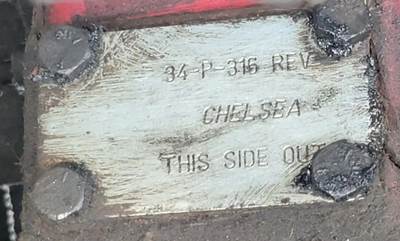 34-P-316 REV
CHELSEA
THIS SIDE OUT